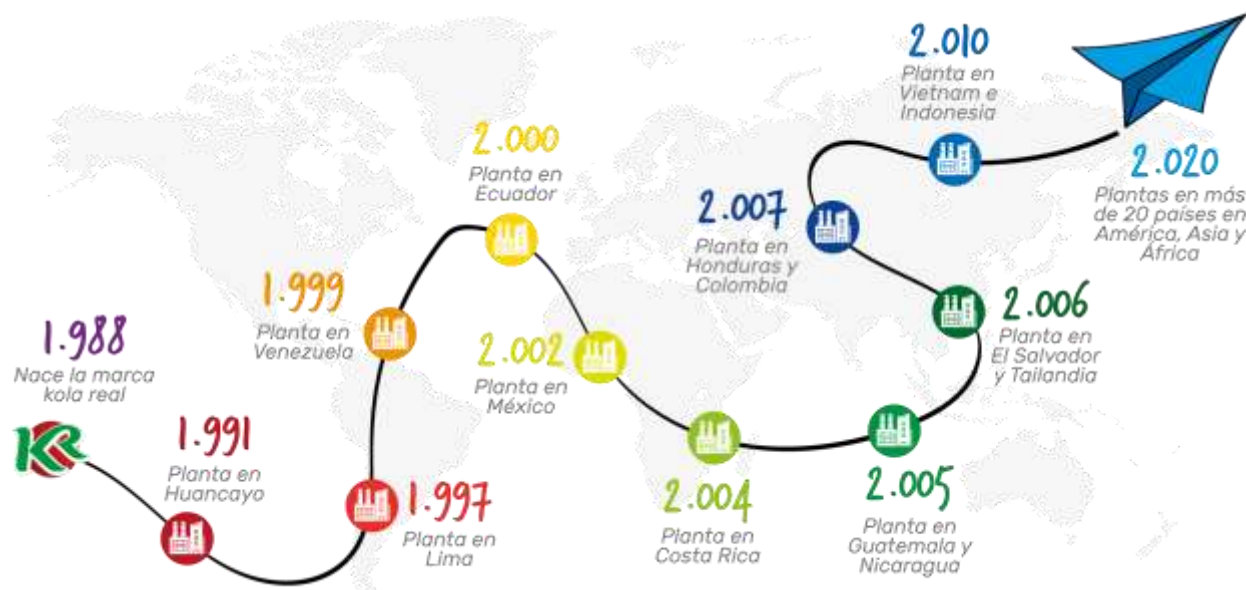 1.988
Nace la marca
kola real
KR
1.991
Planta en
Huancayo
1.997
Planta en
Lima
1.999
Planta en
Venezuela
2.000
Planta en
Ecuador
2.002
Planta en
México
2.004
Planta en
Costa Rica
2.005
Planta en
Guatemala y
Nicaragua
2.006
Planta en
El Salvador
y Tailandia
2.007
Planta en
Honduras y
Colombia
2.010
Planta en
Vietnam e
Indonesia
2.020
Plantas en más
de 20 países en
América, Asia y
África